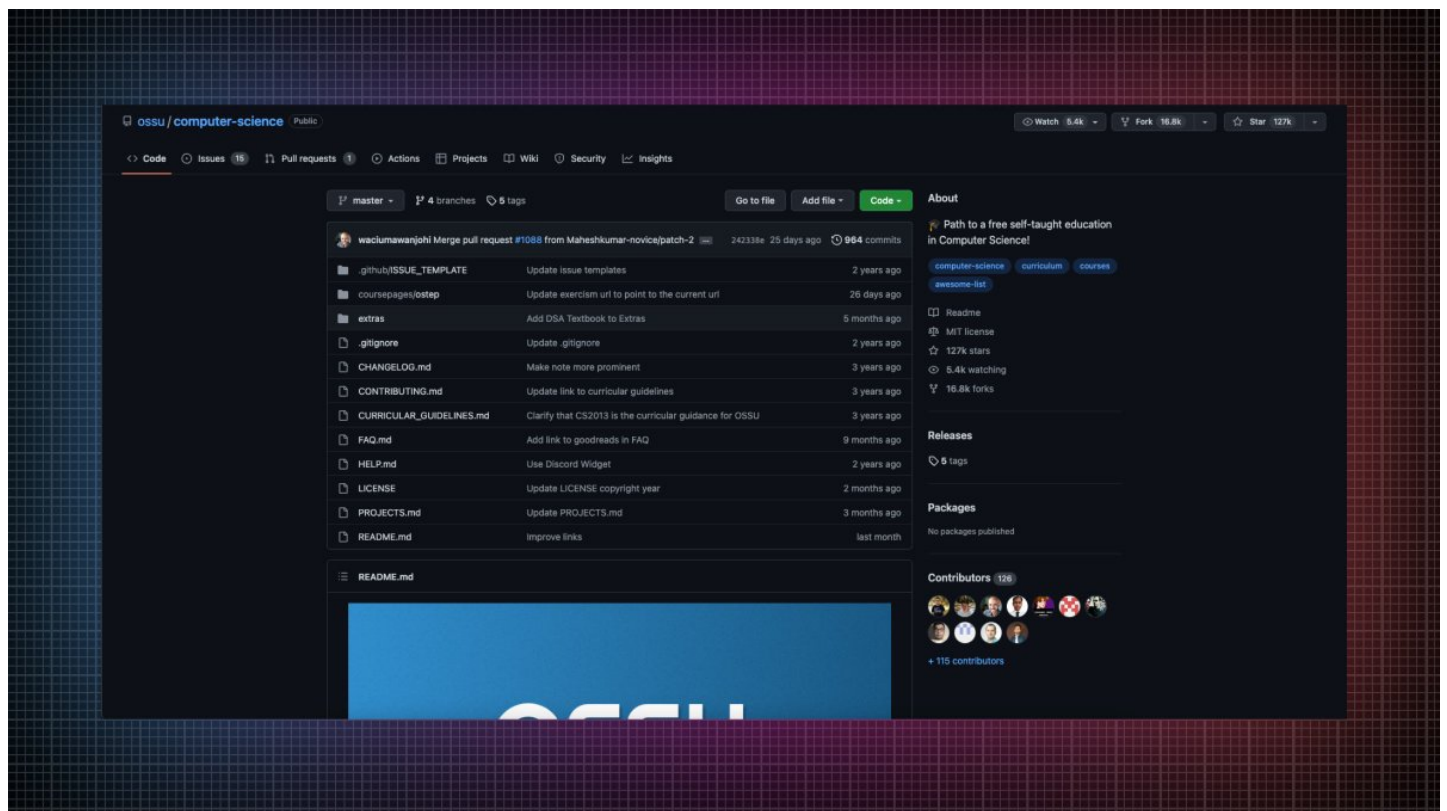 ossu / computer-science Public
Watch 5.4k Fork 16.8k Star 127k
<> Code Issues 15 Pull requests 1 Actions Projects Wiki Security Insights
master 4 branches 5 tags Go to file Add file Code
waciumawanjohi Merge pull request #1088 from Maheshkumar-novice/patch-2 ... 242338e 25 days ago 964 commits
.github/ISSUE_TEMPLATE Update issue templates 2 years ago
coursepages/ostep Update exercism url to point to the current url 26 days ago
extras Add DSA Textbook to Extras 5 months ago
.gitignore Update .gitignore 2 years ago
CHANGELOG.md Make note more prominent 3 years ago
CONTRIBUTING.md Update link to curricular guidelines 3 years ago
CURRICULAR_GUIDELINES.md Clarify that CS2013 is the curricular guidance for OSSU 3 years ago
FAQ.md Add link to goodreads in FAQ 9 months ago
HELP.md Use Discord Widget 2 years ago
LICENSE Update LICENSE copyright year 2 months ago
PROJECTS.md Update PROJECTS.md 3 months ago
README.md Improve links last month
README.md
OSSU
About
Path to a free self-taught education
in Computer Science!
computer-science curriculum courses
awesome-list
Readme
MIT license
127k stars
5.4k watching
16.8k forks
Releases
5 tags
Packages
No packages published
Contributors 126
+ 115 contributors